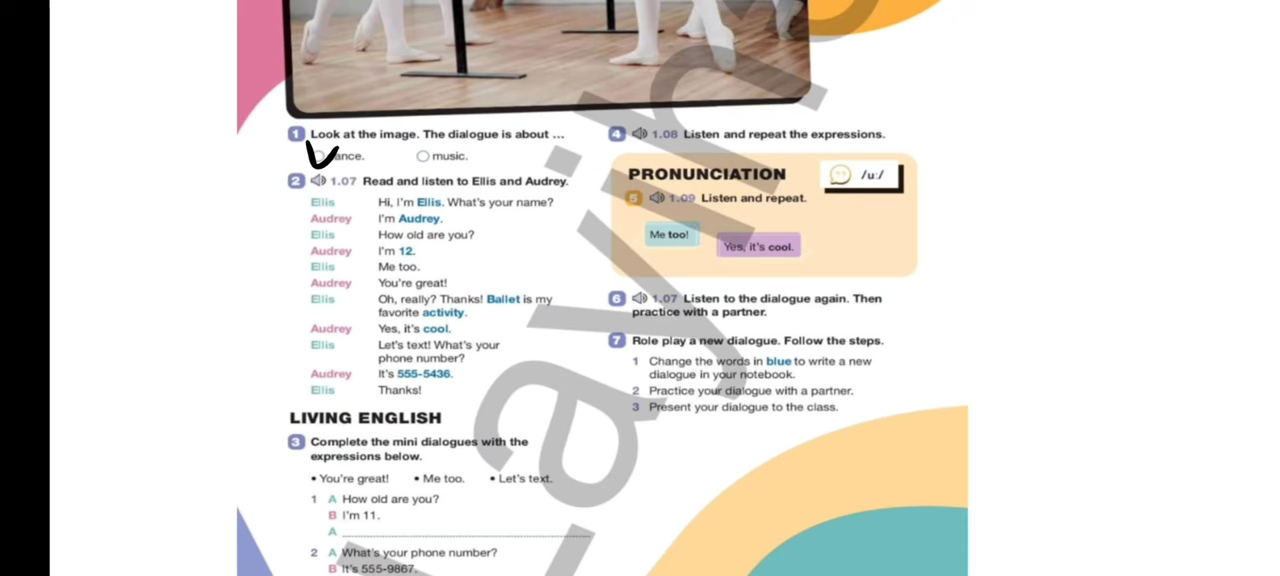 1 Look at the image. The dialogue is about ...
ance. music.
2 1.07 Read and listen to Ellis and Audrey.
Ellis Hi, I'm Ellis. What's your name?
Audrey I'm Audrey.
Ellis How old are you?
Audrey I'm 12.
Ellis Me too.
Audrey You're great!
Ellis Oh, really? Thanks! Ballet is my
favorite activity.
Audrey Yes, it's cool.
Ellis Let's text! What's your
phone number?
Audrey It's 555-5436.
Ellis Thanks!
LIVING ENGLISH
3 Complete the mini dialogues with the
expressions below.
• You're great! • Me too. • Let's text.
1 A How old are you?
B I'm 11.
A
2 A What's your phone number?
B It's 555-9867.
4 1.08 Listen and repeat the expressions.
PRONUNCIATION /uː/
5 1.09 Listen and repeat.
Me too!
Yes, it's cool.
6 1.07 Listen to the dialogue again. Then
practice with a partner.
7 Role play a new dialogue. Follow the steps.
1 Change the words in blue to write a new
dialogue in your notebook.
2 Practice your dialogue with a partner.
3 Present your dialogue to the class.